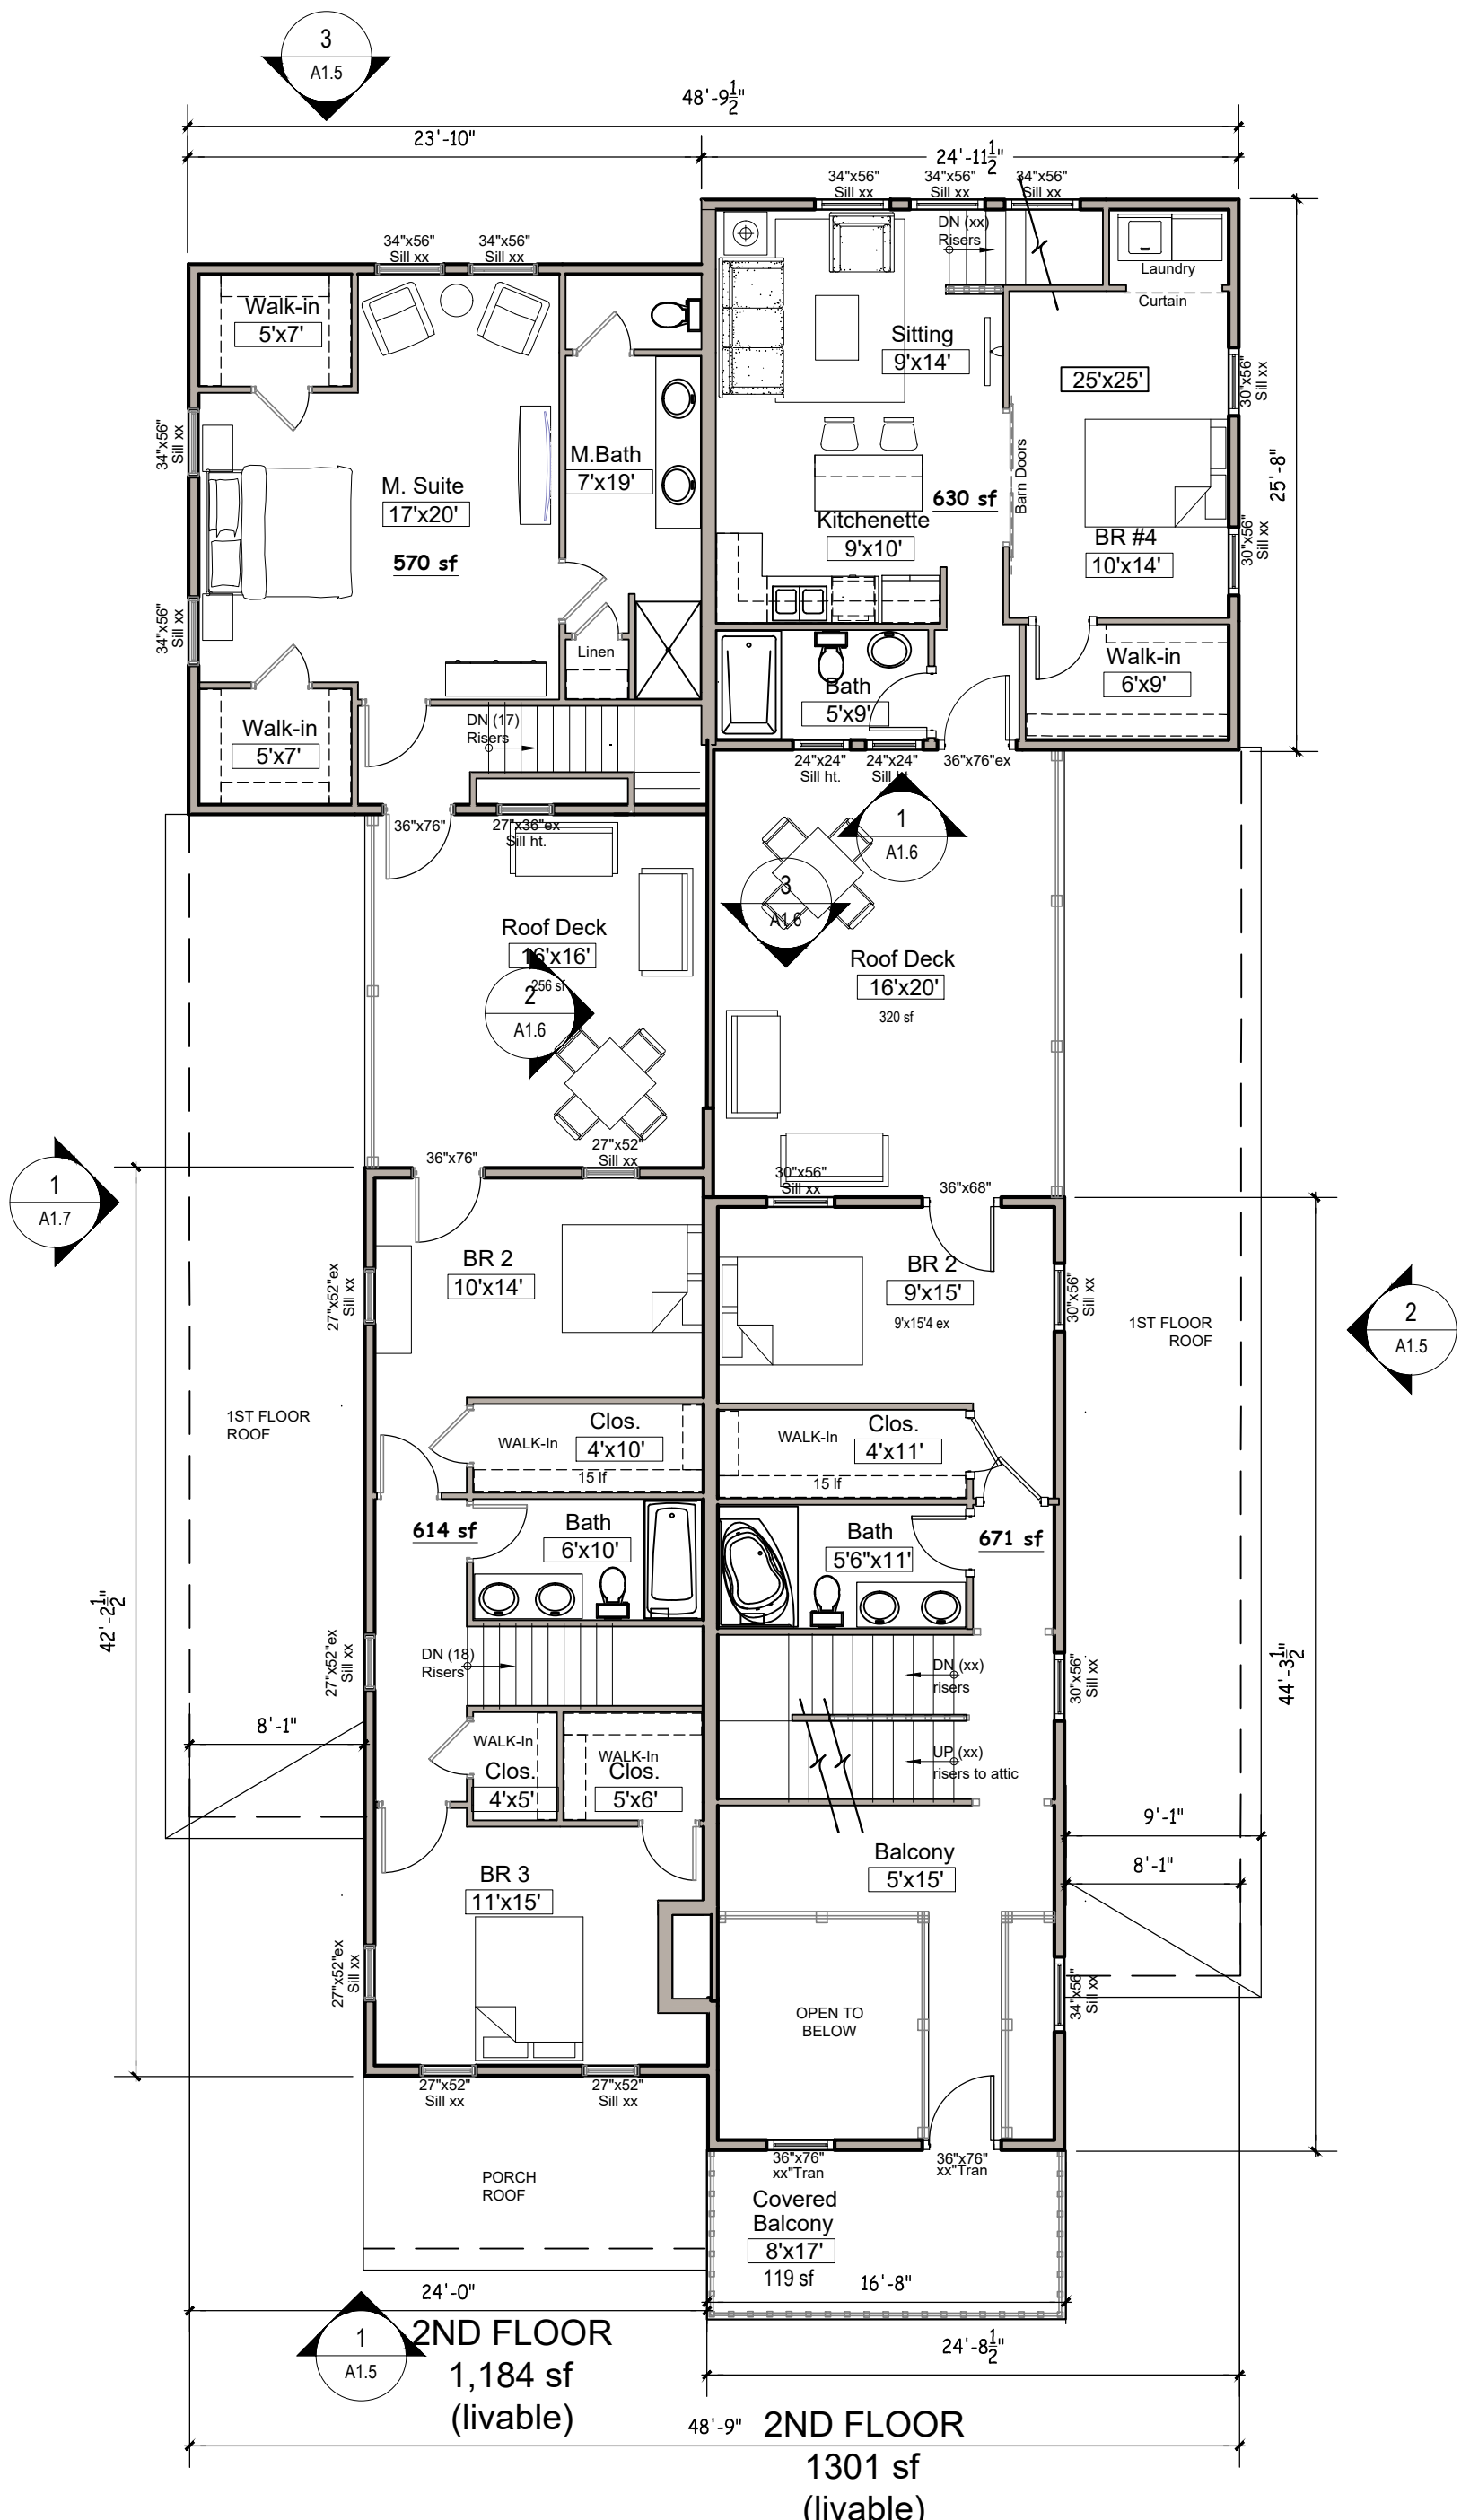 3
A1.5
48'-9 1/2"
23'-10"
24'-11 1/2"
34"x56"
Sill xx
34"x56"
Sill xx
34"x56"
Sill xx
34"x56"
Sill xx
34"x56"
Sill xx
DN (xx)
Risers
Laundry
Curtain
Walk-in
5'x7'
Sitting
9'x14'
25'x25'
30"x56"
Sill xx
34"x56"
Sill xx
M.Bath
7'x19'
M. Suite
17'x20'
570 sf
630 sf
Barn Doors
25'-8"
Kitchenette
9'x10'
BR #4
10'x14'
30"x56"
Sill xx
34"x56"
Sill xx
Linen
Walk-in
6'x9'
Bath
5'x9'
Walk-in
5'x7'
DN (17)
Risers
24"x24"
Sill ht.
24"x24"
Sill ht.
36"x76"ex
36"x76"
27"x36"ex
Sill ht.
1
A1.6
3
A1.6
Roof Deck
16'x16'
256 sf
2
A1.6
Roof Deck
16'x20'
320 sf
36"x76"
27"x52"
Sill xx
30"x56"
Sill xx
36"x68"
1
A1.7
BR 2
10'x14'
27"x52"ex
Sill xx
BR 2
9'x15'
9'x15'4 ex
30"x56"
Sill xx
1ST FLOOR
ROOF
2
A1.5
1ST FLOOR
ROOF
WALK-In
Clos.
4'x10'
15 lf
WALK-In
Clos.
4'x11'
15 lf
614 sf
Bath
6'x10'
Bath
5'6"x11'
671 sf
42'-2 1/2"
44'-3 1/2"
27"x52"ex
Sill xx
DN (18)
Risers
DN (xx)
risers
30"x56"
Sill xx
8'-1"
WALK-In
Clos.
4'x5'
WALK-In
Clos.
5'x6'
UP (xx)
risers to attic
9'-1"
8'-1"
Balcony
5'x15'
BR 3
11'x15'
27"x52"ex
Sill xx
34"x56"
Sill xx
OPEN TO
BELOW
27"x52"
Sill xx
27"x52"
Sill xx
36"x76"
xx"Tran
36"x76"
xx"Tran
PORCH
ROOF
Covered
Balcony
8'x17'
119 sf
16'-8"
24'-0"
1
A1.5
2ND FLOOR
1,184 sf
(livable)
24'-8 1/2"
48'-9"
2ND FLOOR
1301 sf
(livable)